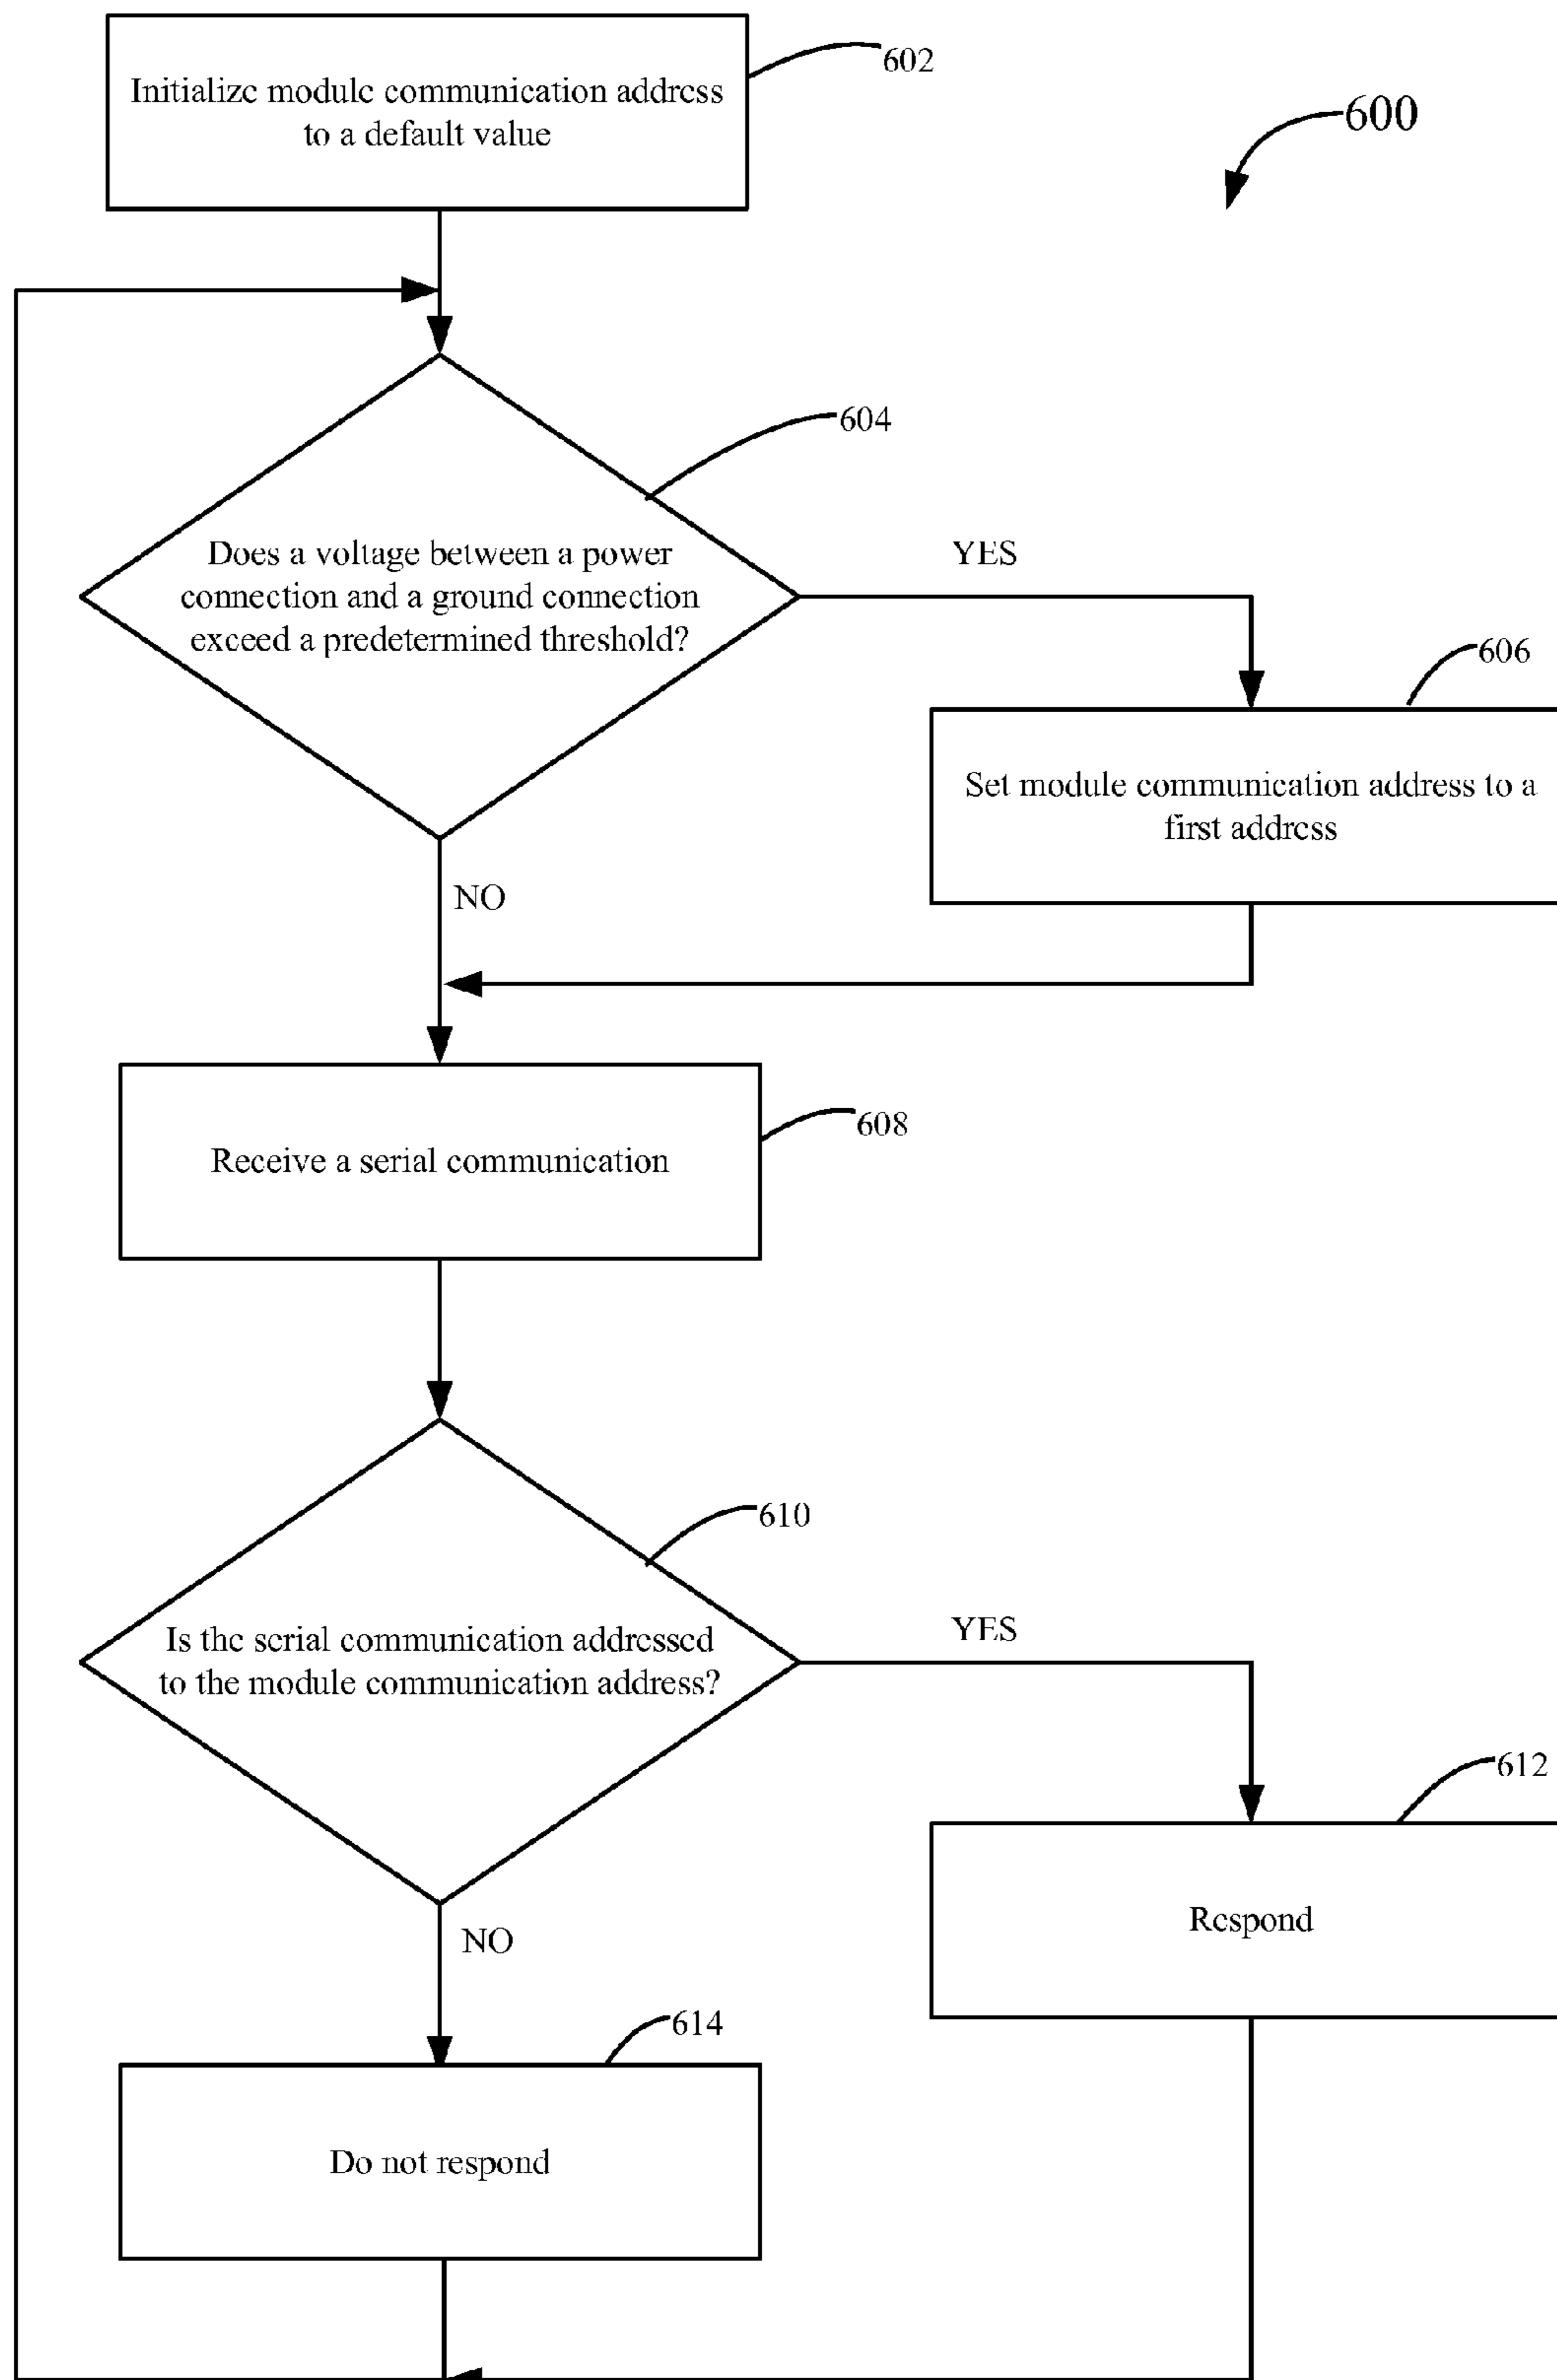 Initialize module communication address
to a default value
602
600
604
Does a voltage between a power
connection and a ground connection
exceed a predetermined threshold?
YES
606
Set module communication address to a
first address
NO
608
Receive a serial communication
610
Is the serial communication addressed
to the module communication address?
YES
612
Respond
NO
614
Do not respond